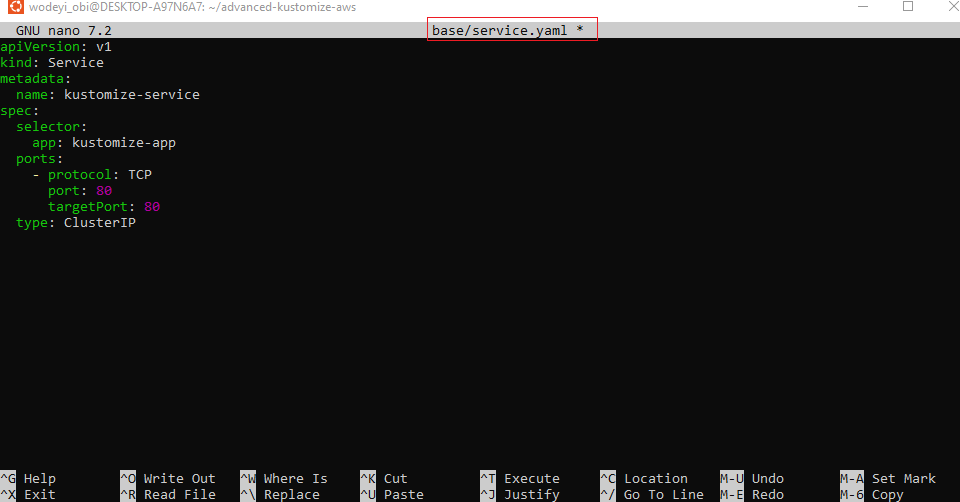 wodeyi_obi@DESKTOP-A97N6A7: ~/advanced-kustomize-aws
GNU nano 7.2 base/service.yaml *
apiVersion: v1
kind: Service
metadata:
  name: kustomize-service
spec:
  selector:
    app: kustomize-app
  ports:
    - protocol: TCP
      port: 80
      targetPort: 80
  type: ClusterIP
^G Help ^O Write Out ^W Where Is ^K Cut ^T Execute ^C Location M-U Undo M-A Set Mark
^X Exit ^R Read File ^\ Replace ^U Paste ^J Justify ^/ Go To Line M-E Redo M-6 Copy